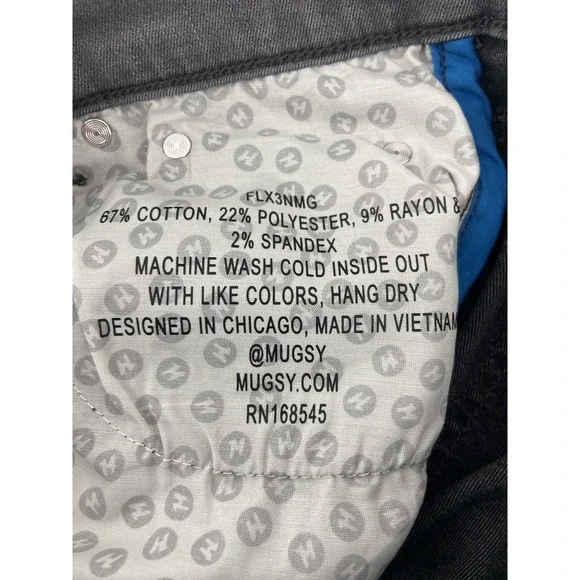 FLX3NMG
67% COTTON, 22% POLYESTER, 9% RAYON &
2% SPANDEX
MACHINE WASH COLD INSIDE OUT
WITH LIKE COLORS, HANG DRY
DESIGNED IN CHICAGO, MADE IN VIETNAM
@MUGSY
MUGSY.COM
RN168545